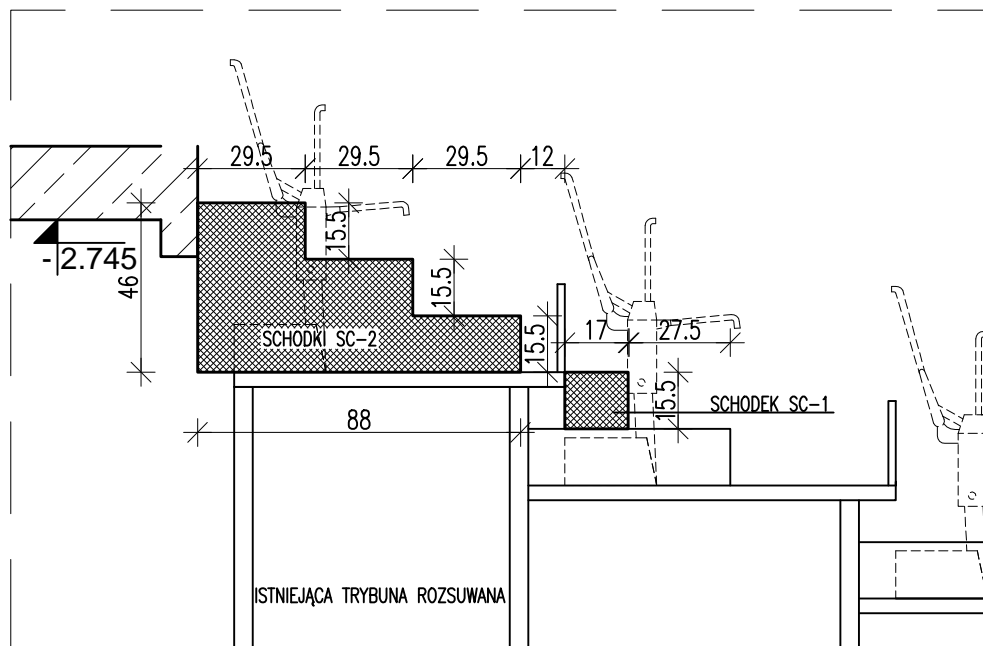 29.5 29.5 29.5 12
15.5
-2.745
46
15.5
15.5
17 27.5
SCHODKI SC-2
15.5
SCHODEK SC-1
88
ISTNIEJĄCA TRYBUNA ROZSUWANA